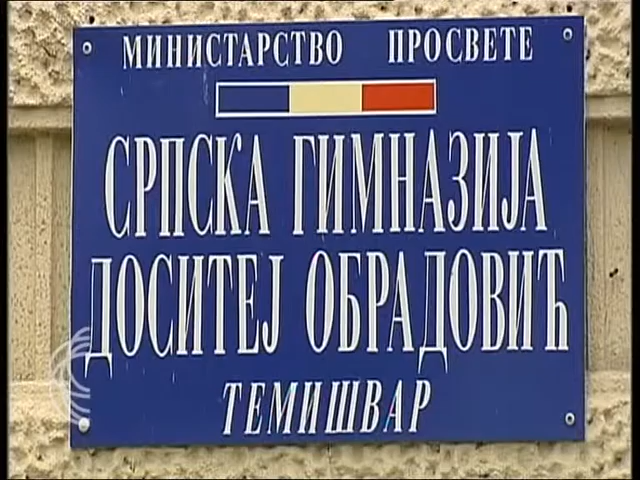 МИНИСТАРСТВО ПРОСВЕТЕ
СРПСКА ГИМНАЗИЈА
ДОСИТЕЈ ОБРАДОВИЋ
ТЕМИШВАР